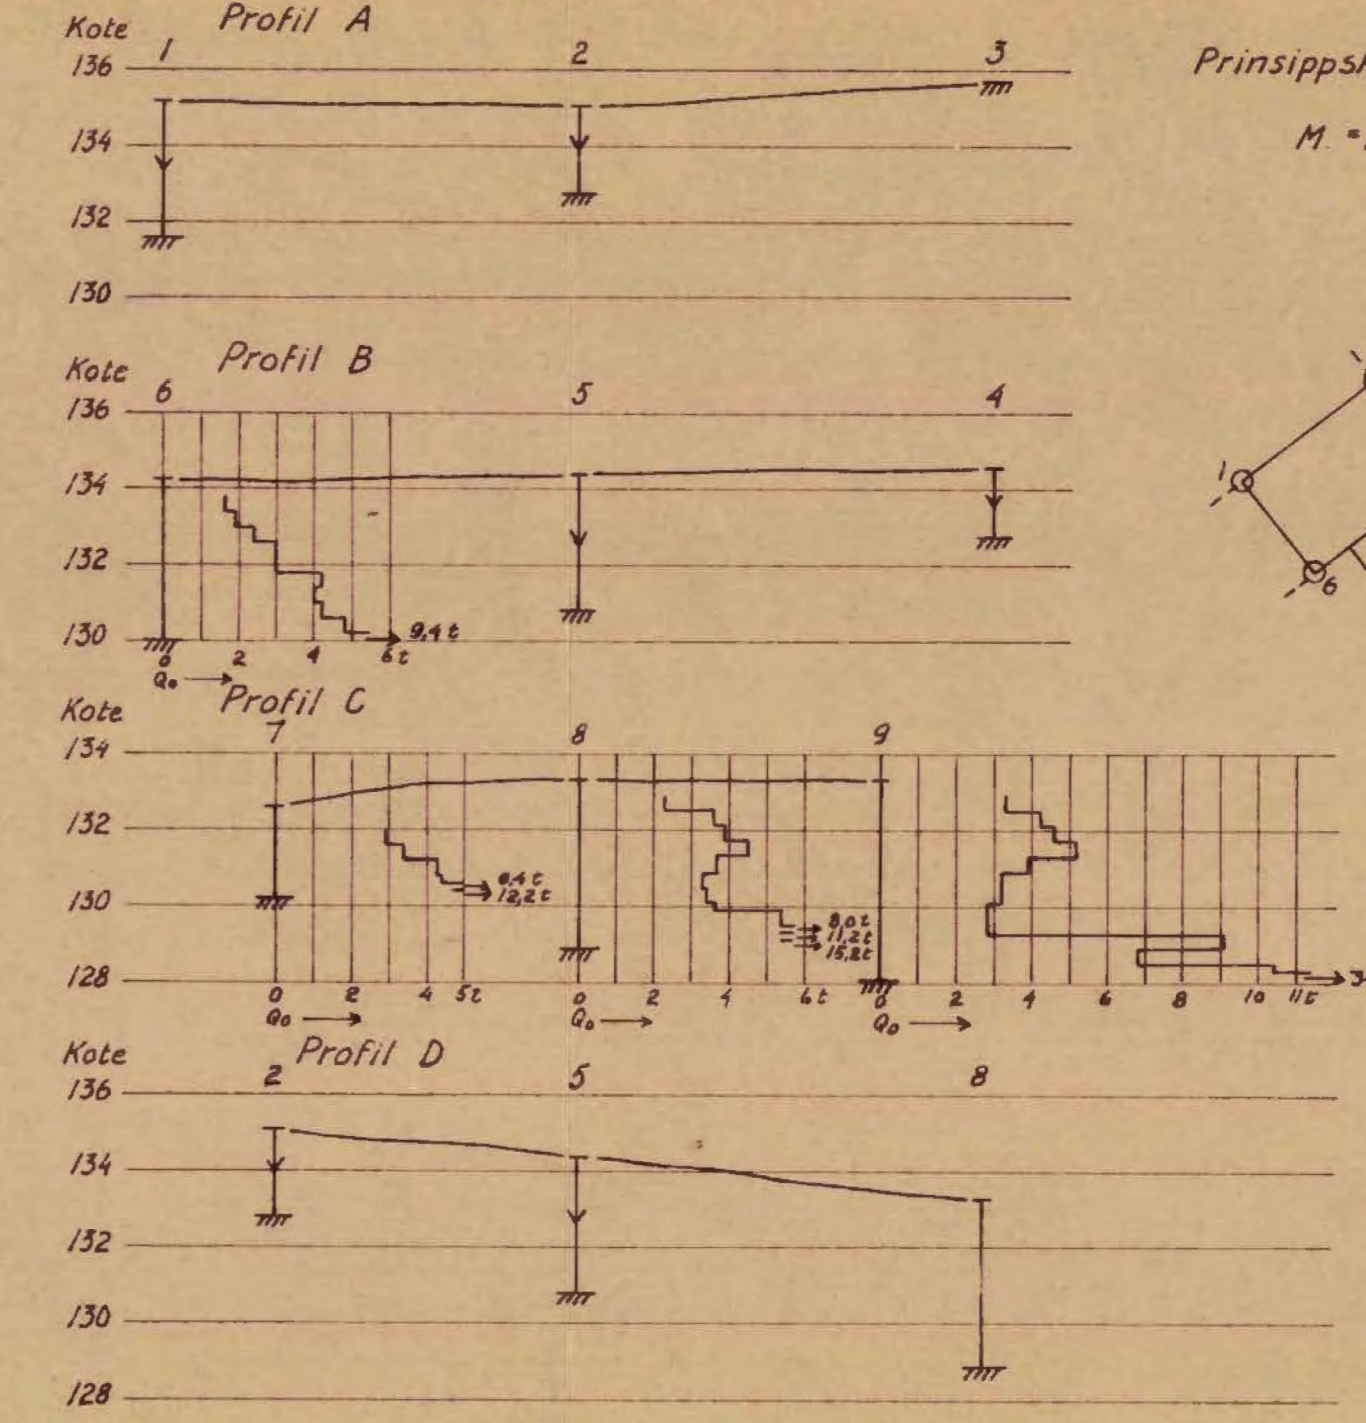 Kote Profil A
1 2 3
136
134
132
130
Prinsippsk
M. =
1
6
Kote Profil B
6 5 4
136
134
132
130
9,4 t
0 2 4 6 t
Q₀
Kote Profil C
7 8 9
134
132
130
128
12,2 t
8,0 t
11,2 t
15,2 t
0 2 4 5 t
0 2 4 6 t
0 2 4 6 8 10 11 t
Q₀ Q₀ Q₀
Kote Profil D
2 5 8
136
134
132
130
128